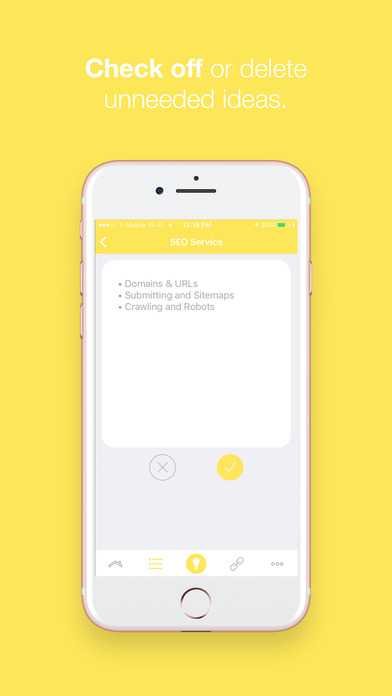 Check off or delete
unneeded ideas.
T-Mobile Wi-Fi 12:10 PM
SEO Service
• Domains & URLs
• Submitting and Sitemaps
• Crawling and Robots